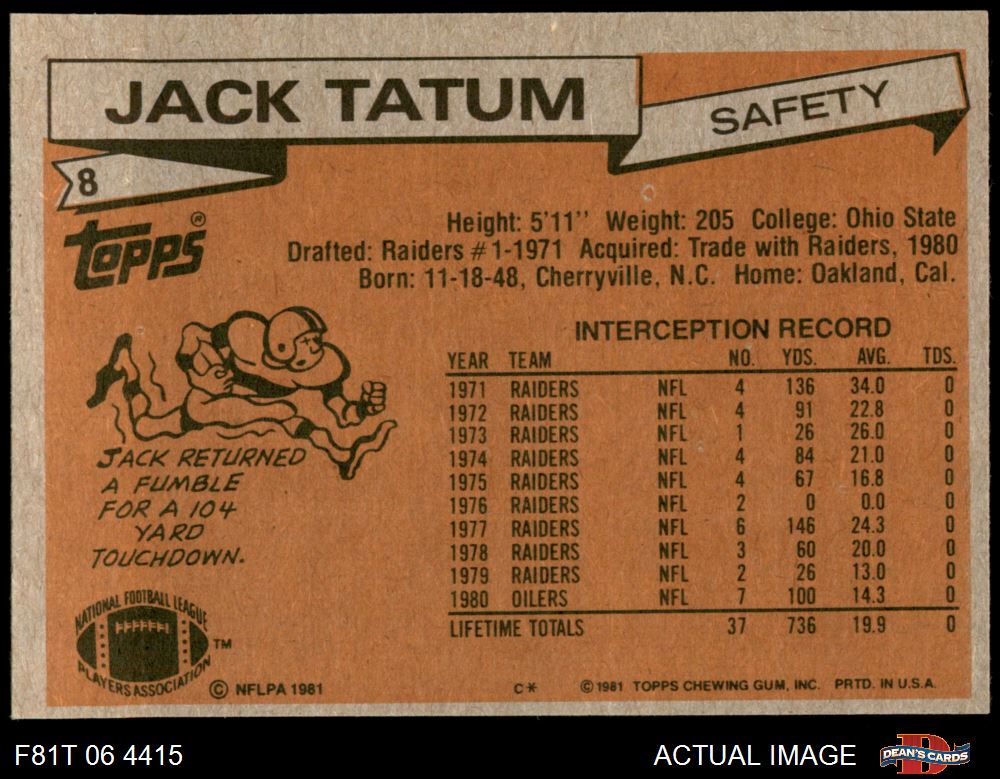 JACK TATUM
SAFETY
8
topps®
Height: 5'11'' Weight: 205 College: Ohio State
Drafted: Raiders #1-1971 Acquired: Trade with Raiders, 1980
Born: 11-18-48, Cherryville, N.C. Home: Oakland, Cal.
JACK RETURNED
A FUMBLE
FOR A 104
YARD
TOUCHDOWN.
INTERCEPTION RECORD
YEAR TEAM NO. YDS. AVG. TDS.
1971 RAIDERS NFL 4 136 34.0 0
1972 RAIDERS NFL 4 91 22.8 0
1973 RAIDERS NFL 1 26 26.0 0
1974 RAIDERS NFL 4 84 21.0 0
1975 RAIDERS NFL 4 67 16.8 0
1976 RAIDERS NFL 2 0 0.0 0
1977 RAIDERS NFL 6 146 24.3 0
1978 RAIDERS NFL 3 60 20.0 0
1979 RAIDERS NFL 2 26 13.0 0
1980 OILERS NFL 7 100 14.3 0
LIFETIME TOTALS 37 736 19.9 0
NATIONAL FOOTBALL LEAGUE
PLAYERS ASSOCIATION TM
© NFLPA 1981
C* © 1981 TOPPS CHEWING GUM, INC. PRTD. IN U.S.A.
F81T 06 4415
ACTUAL IMAGE
DEAN'S CARDS